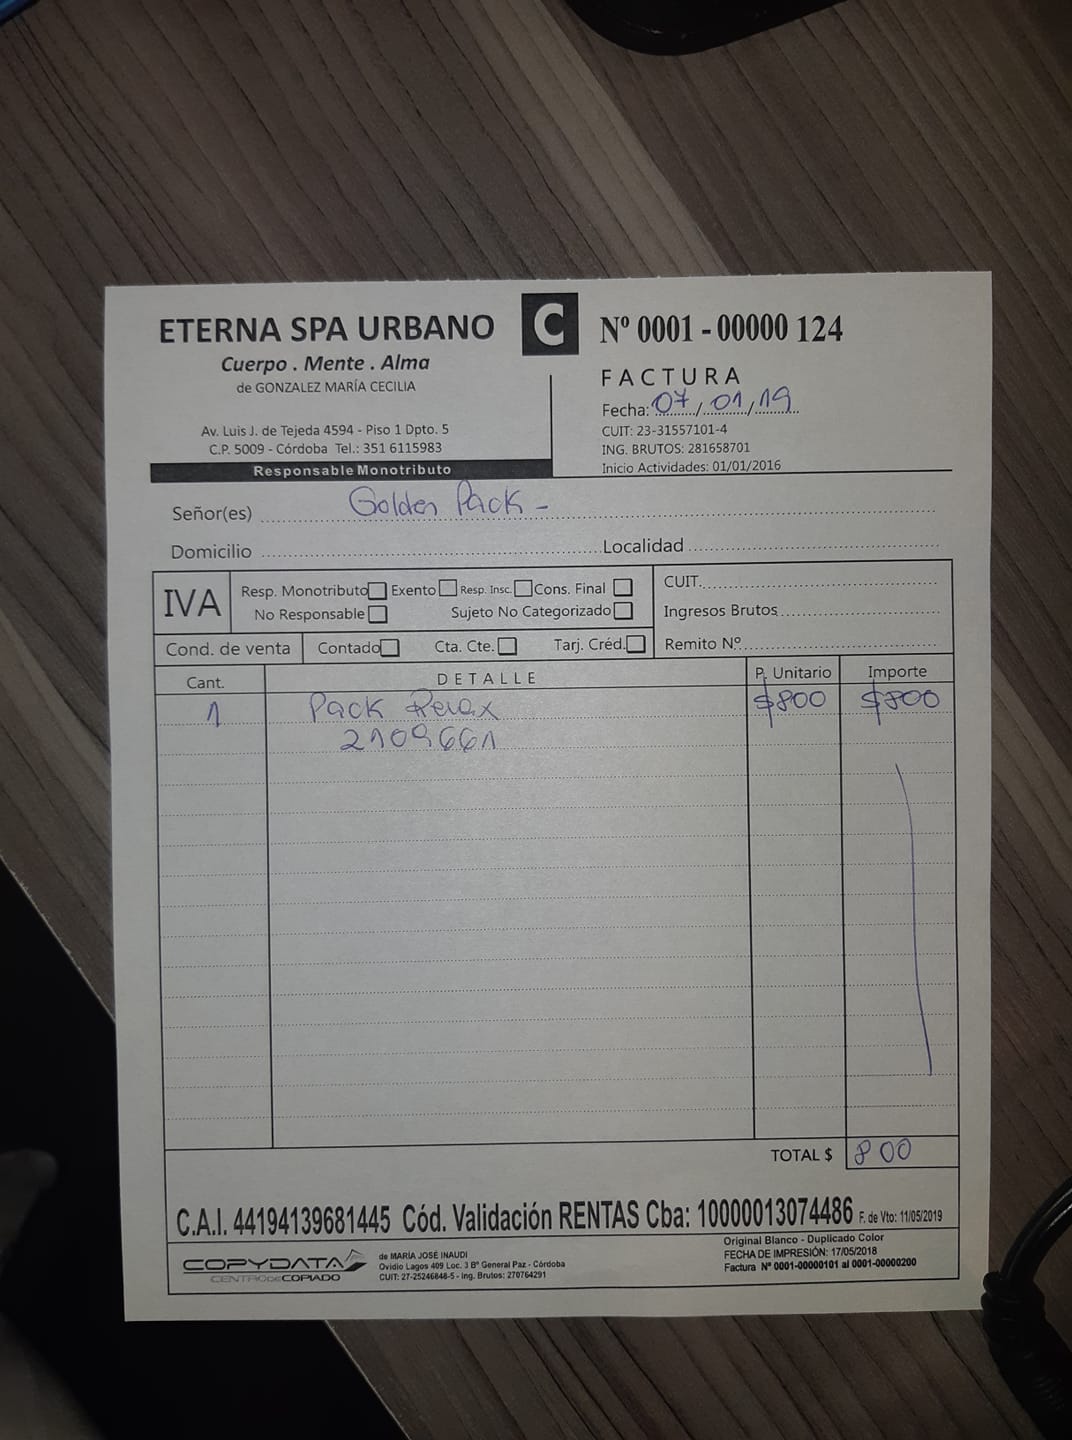 ETERNA SPA URBANO
Cuerpo . Mente . Alma
de GONZALEZ MARÍA CECILIA
Av. Luis J. de Tejeda 4594 - Piso 1 Dpto. 5
C.P. 5009 - Córdoba Tel.: 351 6115983
Responsable Monotributo
C
Nº 0001 - 00000 124
FACTURA
Fecha: 07/01/19
CUIT: 23-31557101-4
ING. BRUTOS: 281658701
Inicio Actividades: 01/01/2016
Señor(es) Golden Pack -
Domicilio Localidad
IVA
Resp. Monotributo Exento Resp. Insc. Cons. Final
No Responsable Sujeto No Categorizado
CUIT.
Ingresos Brutos
Cond. de venta Contado Cta. Cte. Tarj. Créd. Remito Nº
Cant. DETALLE P. Unitario Importe
1 Pack Relax $800 $800
2109661
TOTAL $ 800
C.A.I. 44194139681445 Cód. Validación RENTAS Cba: 10000013074486 F. de Vto: 11/05/2019
COPYDATA
CENTRO DE COPIADO
de MARÍA JOSÉ INAUDI
Ovidio Lagos 409 Loc. 3 Bº General Paz - Córdoba
CUIT: 27-25246848-5 - Ing. Brutos: 270764291
Original Blanco - Duplicado Color
FECHA DE IMPRESIÓN: 17/05/2018
Factura Nº 0001-00000101 al 0001-00000200